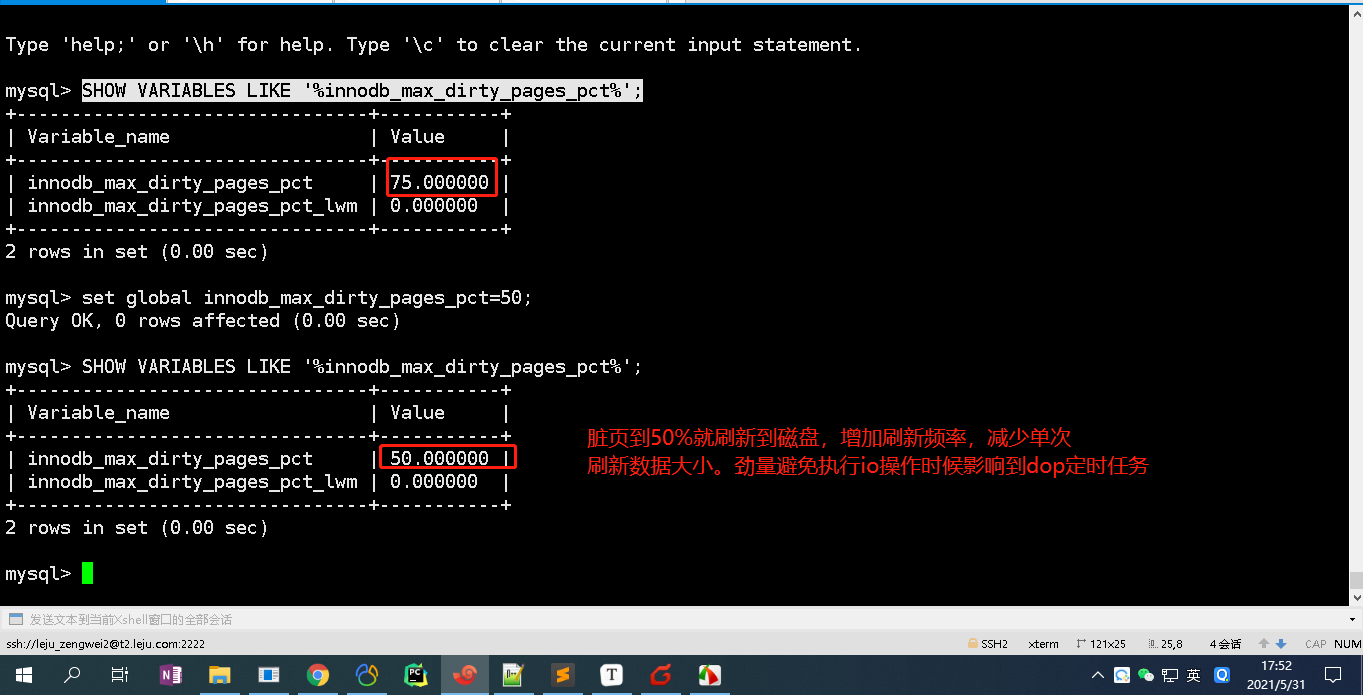 Type 'help;' or '\h' for help. Type '\c' to clear the current input statement.
mysql> SHOW VARIABLES LIKE '%innodb_max_dirty_pages_pct%';
+--------------------------------+-----------+
| Variable_name                  | Value     |
+--------------------------------+-----------+
| innodb_max_dirty_pages_pct     | 75.000000 |
| innodb_max_dirty_pages_pct_lwm | 0.000000  |
+--------------------------------+-----------+
2 rows in set (0.00 sec)
mysql> set global innodb_max_dirty_pages_pct=50;
Query OK, 0 rows affected (0.00 sec)
mysql> SHOW VARIABLES LIKE '%innodb_max_dirty_pages_pct%';
+--------------------------------+-----------+
| Variable_name                  | Value     |
+--------------------------------+-----------+
| innodb_max_dirty_pages_pct     | 50.000000 |
| innodb_max_dirty_pages_pct_lwm | 0.000000  |
+--------------------------------+-----------+
2 rows in set (0.00 sec)
脏页到50%就刷新到磁盘，增加刷新频率，减少单次
刷新数据大小。劲量避免执行io操作时候影响到dop定时任务
mysql>
发送文本到当前Xshell窗口的全部会话
ssh://leju_zengwei2@t2.leju.com:2222 SSH2 xterm 121x25 25,8 4 会话 CAP NUM
N PC T 英 Q 17:52
2021/5/31